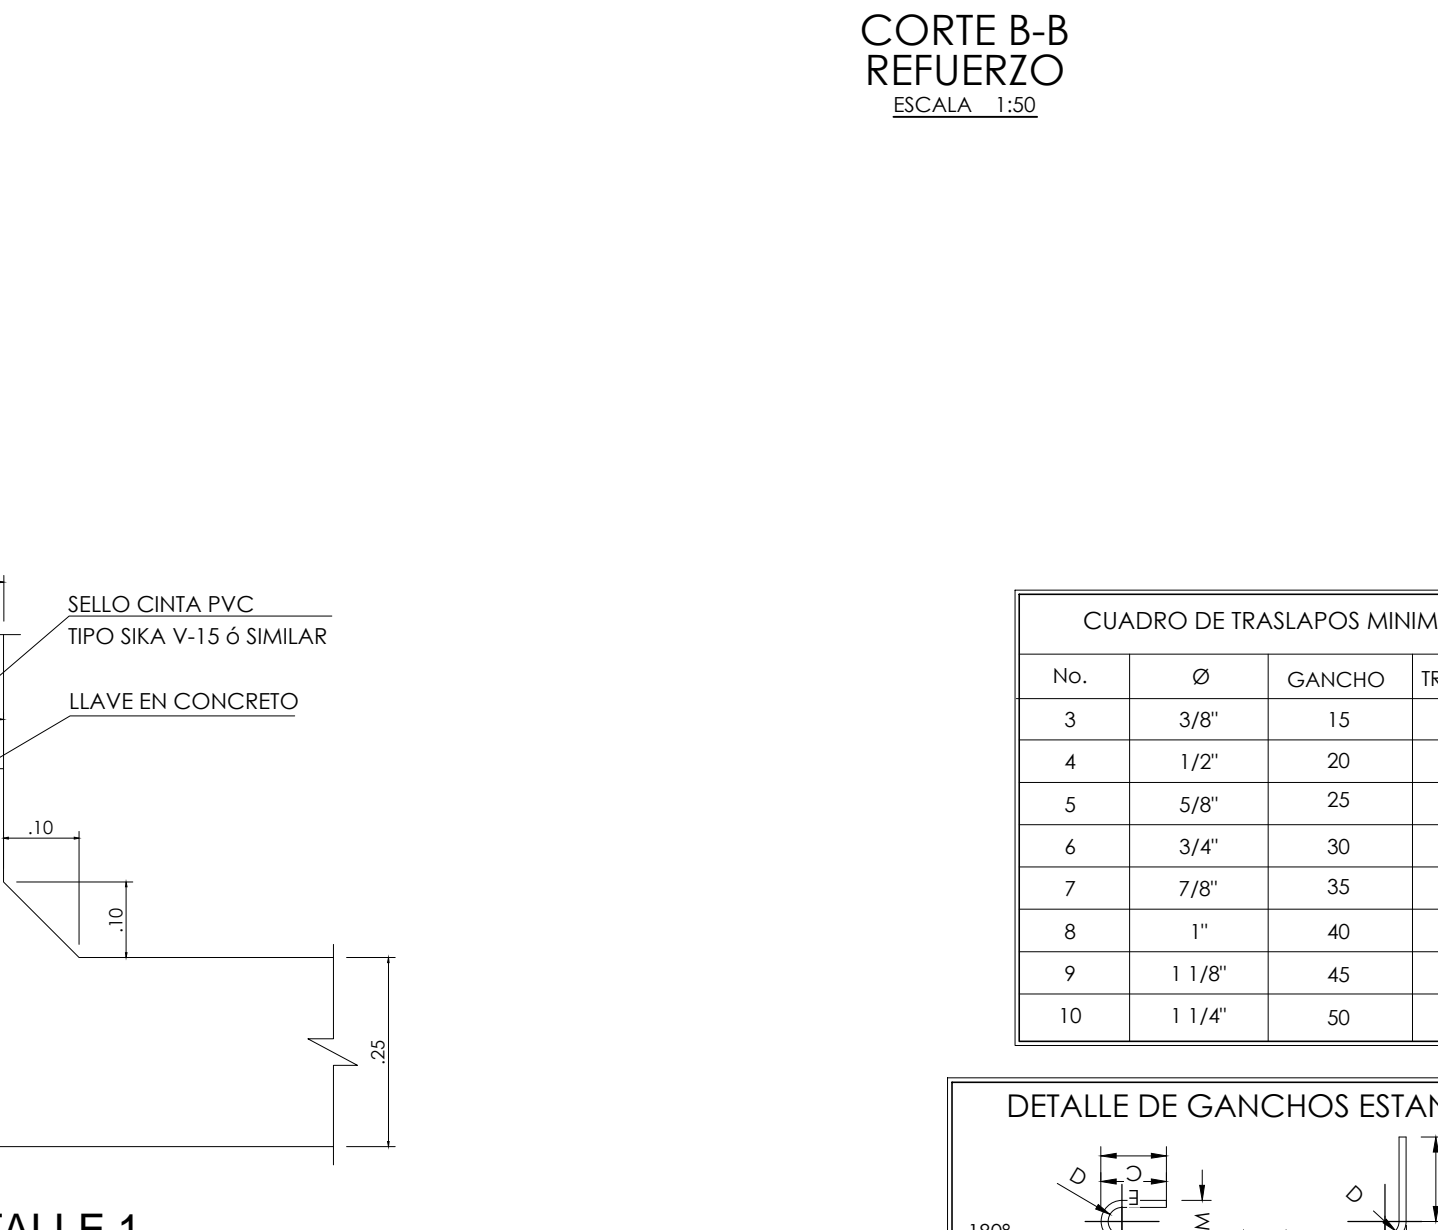 CORTE B-B
REFUERZO
ESCALA 1:50
SELLO CINTA PVC
TIPO SIKA V-15 ó SIMILAR
LLAVE EN CONCRETO
.10
.10
.25
CUADRO DE TRASLAPOS MINIM
No. Ø GANCHO TR
3 3/8" 15
4 1/2" 20
5 5/8" 25
6 3/4" 30
7 7/8" 35
8 1" 40
9 1 1/8" 45
10 1 1/4" 50
DETALLE DE GANCHOS ESTAN
D C E M D
180°
TALLE 1